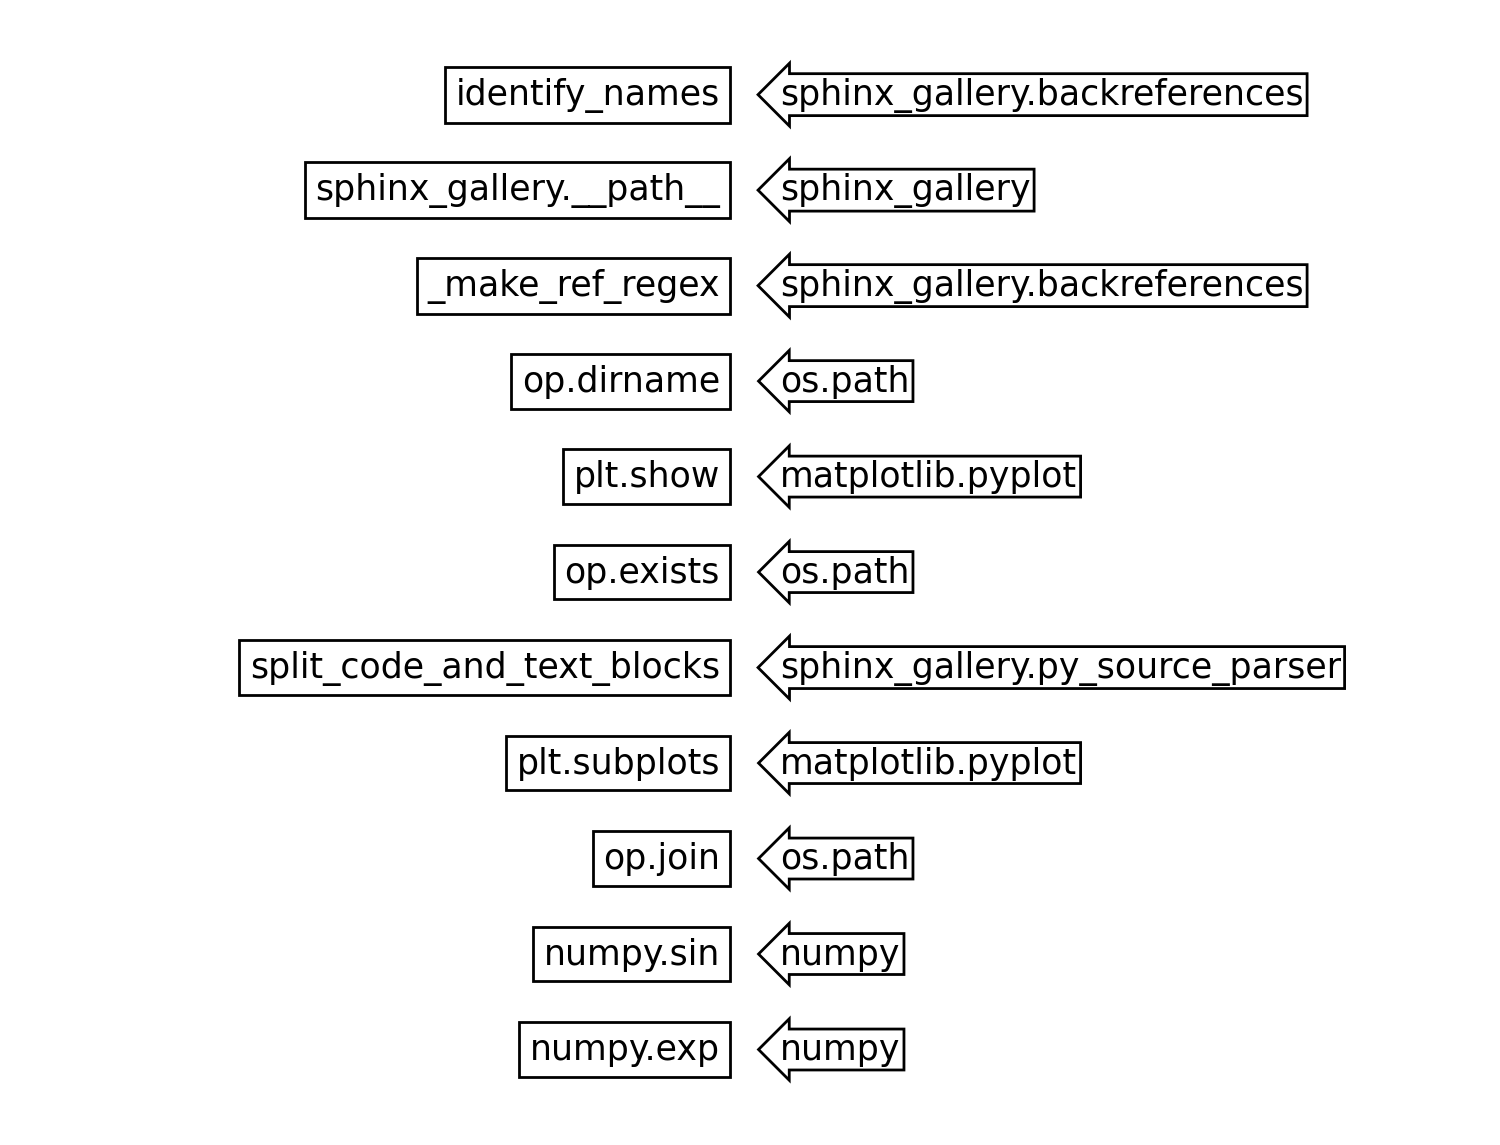 identify_names sphinx_gallery.backreferences
sphinx_gallery.__path__ sphinx_gallery
_make_ref_regex sphinx_gallery.backreferences
op.dirname os.path
plt.show matplotlib.pyplot
op.exists os.path
split_code_and_text_blocks sphinx_gallery.py_source_parser
plt.subplots matplotlib.pyplot
op.join os.path
numpy.sin numpy
numpy.exp numpy